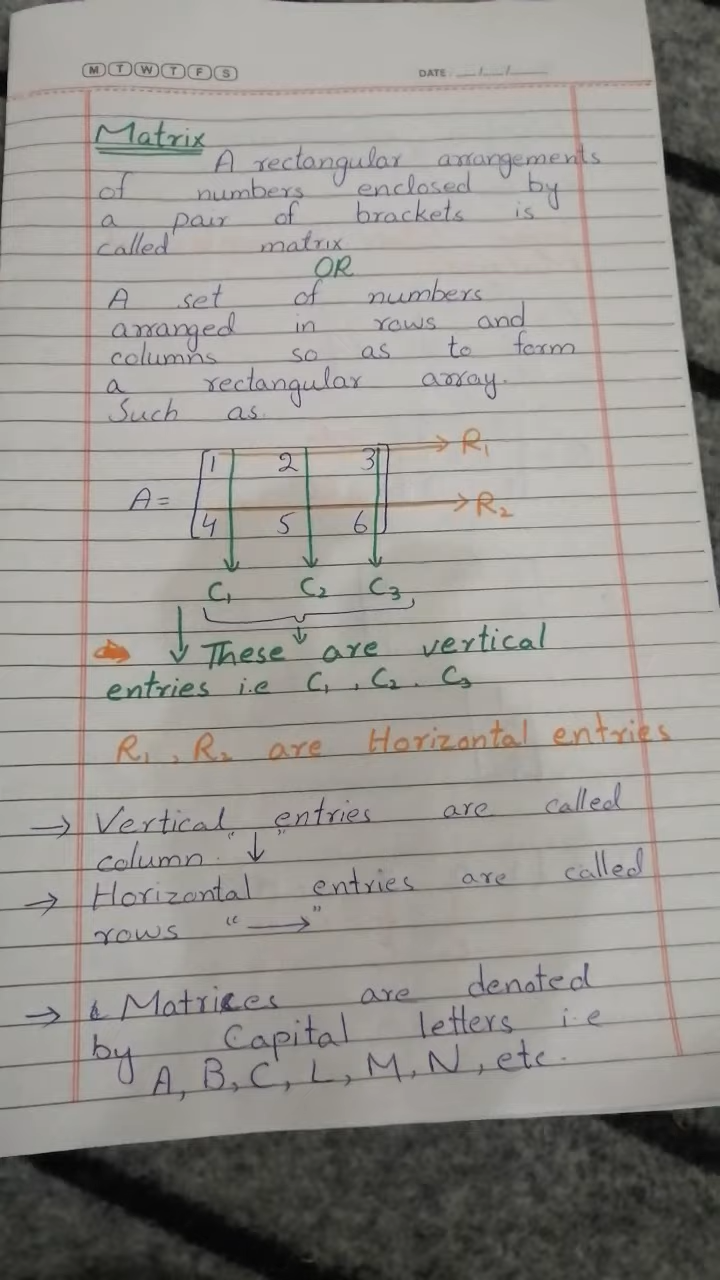 M T W T F S
DATE: __/__/____
Matrix
A rectangular arrangements
of numbers enclosed by
a pair of brackets is
called matrix
OR
A set of numbers
arranged in rows and
columns so as to form
a rectangular array.
Such as.
1 2 3 → R₁
A =
4 5 6 → R₂
C₁ C₂ C₃
↓ These are vertical
entries i.e C₁, C₂. C₃
R₁, R₂ are Horizontal entries
→ Vertical entries are called
column. "↓"
→ Horizontal entries are called
rows "→"
→ Matrices are denoted
by Capital letters i.e
A, B, C, L, M, N, etc.